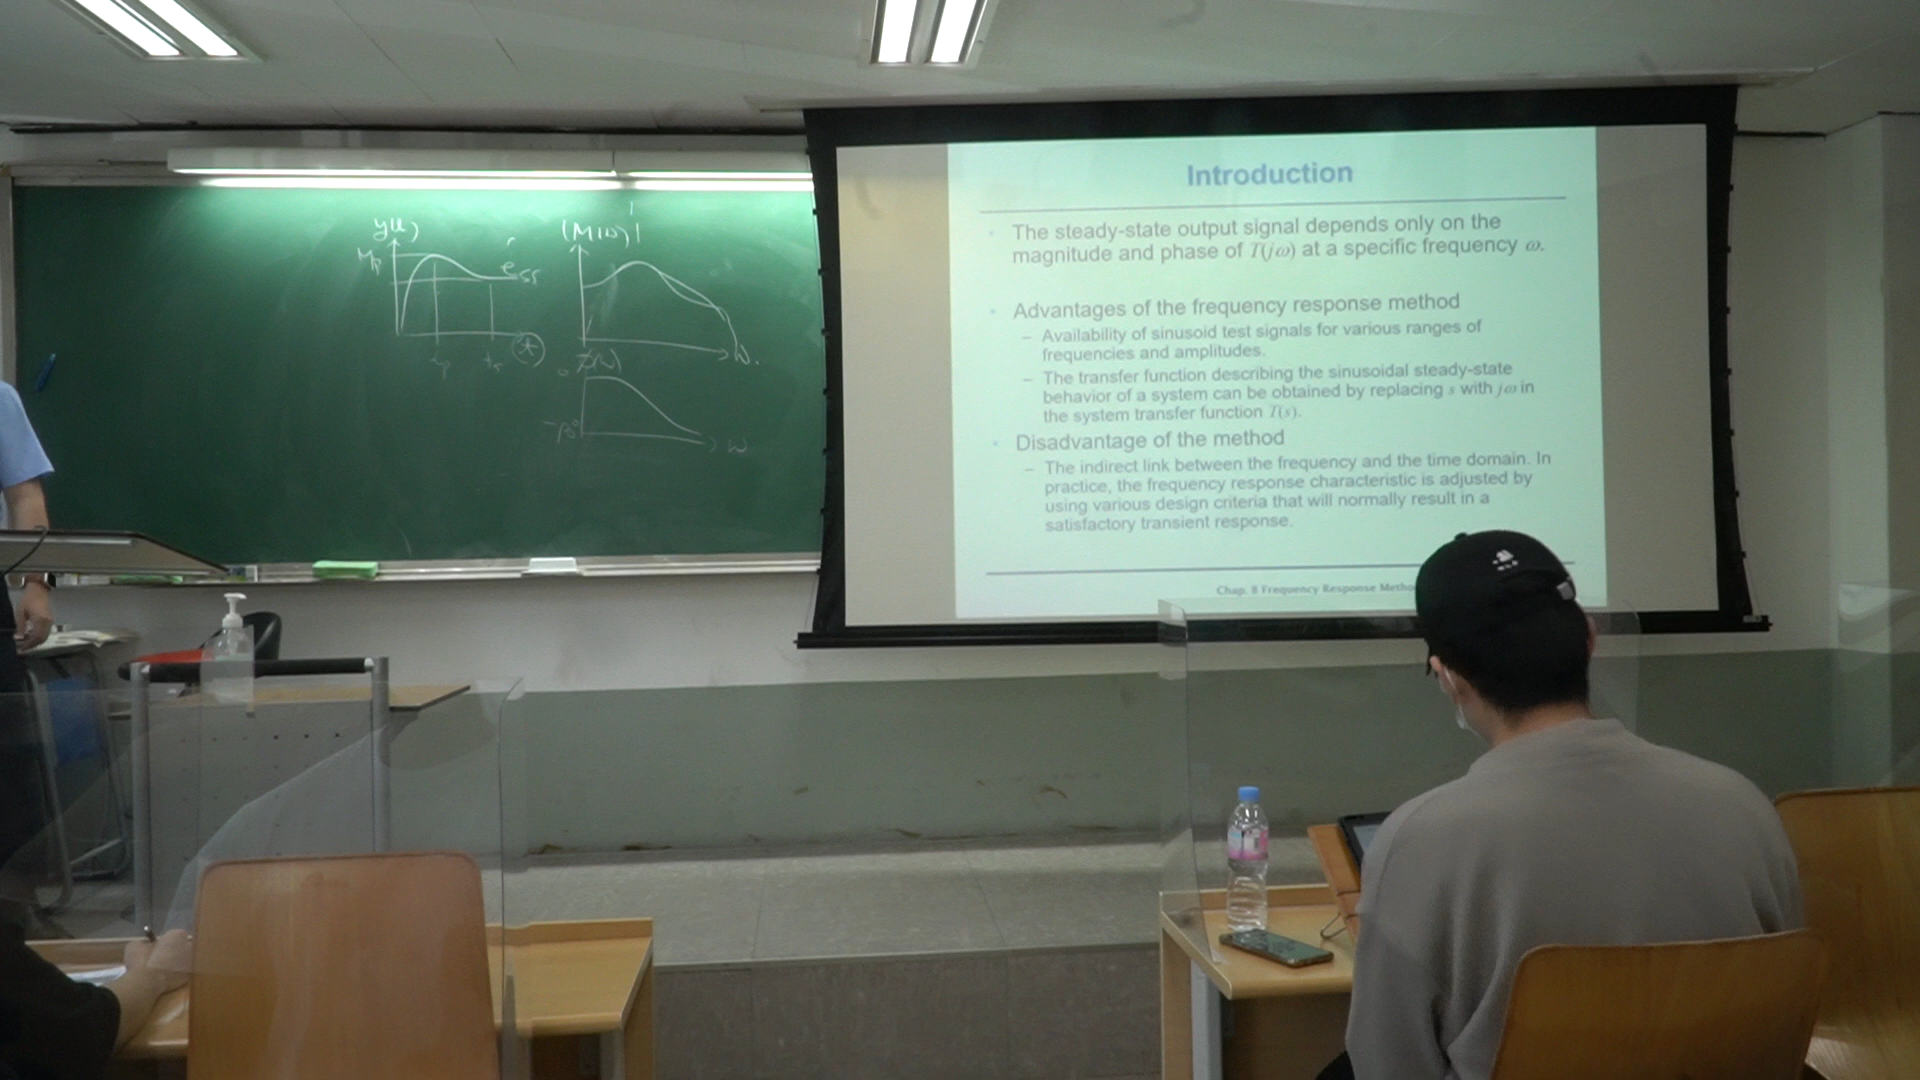 y(t)
Mp
ess
|M(ω)|
ω
-90°
ω
Introduction
The steady-state output signal depends only on the
magnitude and phase of T(jω) at a specific frequency ω.
Advantages of the frequency response method
– Availability of sinusoid test signals for various ranges of
frequencies and amplitudes.
– The transfer function describing the sinusoidal steady-state
behavior of a system can be obtained by replacing s with jω in
the system transfer function T(s).
Disadvantage of the method
– The indirect link between the frequency and the time domain. In
practice, the frequency response characteristic is adjusted by
using various design criteria that will normally result in a
satisfactory transient response.
Chap. 8 Frequency Response